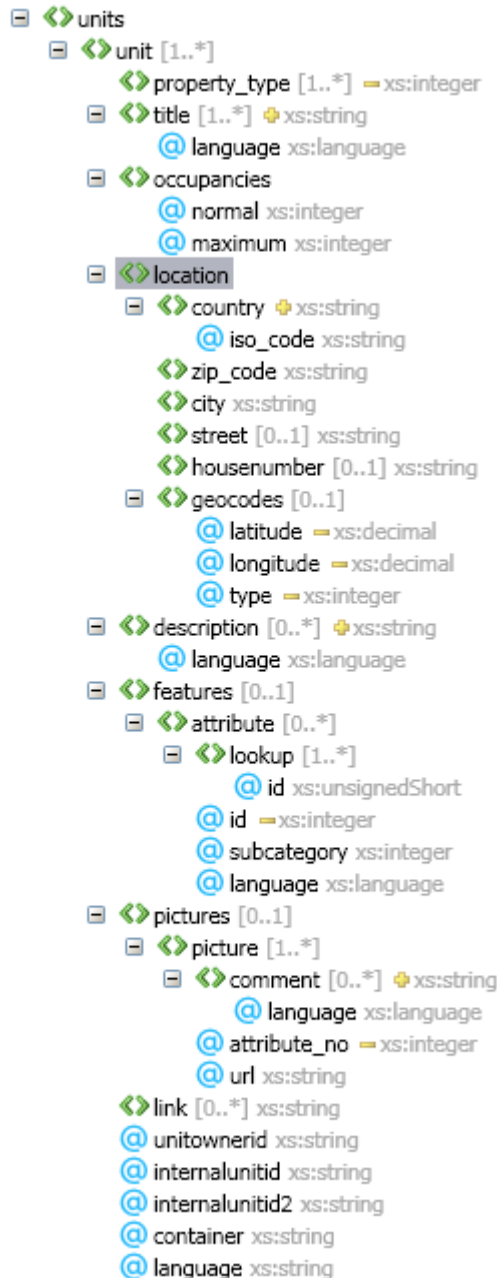 units
unit [1..*]
property_type [1..*] xs:integer
title [1..*] xs:string
@ language xs:language
occupancies
@ normal xs:integer
@ maximum xs:integer
location
country xs:string
@ iso_code xs:string
zip_code xs:string
city xs:string
street [0..1] xs:string
housenumber [0..1] xs:string
geocodes [0..1]
@ latitude xs:decimal
@ longitude xs:decimal
@ type xs:integer
description [0..*] xs:string
@ language xs:language
features [0..1]
attribute [0..*]
lookup [1..*]
@ id xs:unsignedShort
@ id xs:integer
@ subcategory xs:integer
@ language xs:language
pictures [0..1]
picture [1..*]
comment [0..*] xs:string
@ language xs:language
@ attribute_no xs:integer
@ url xs:string
link [0..*] xs:string
@ unitownerid xs:string
@ internalunitid xs:string
@ internalunitid2 xs:string
@ container xs:string
@ language xs:string